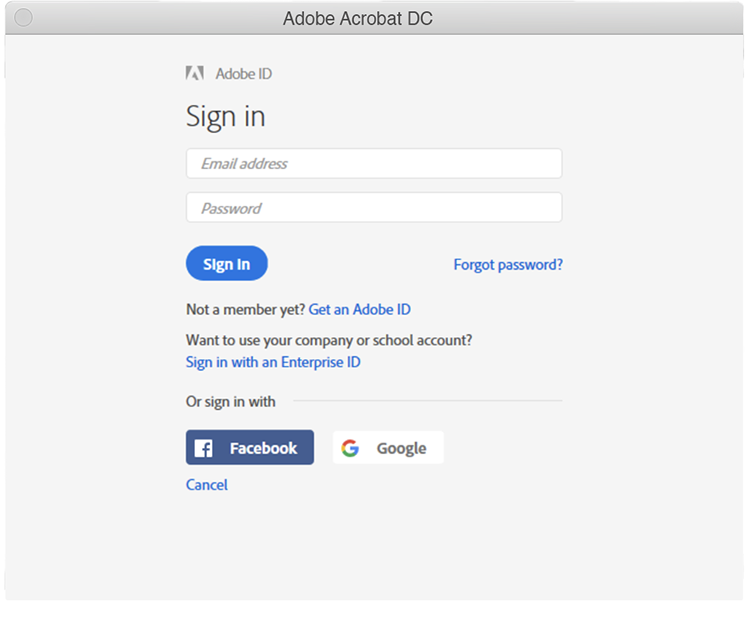 Adobe Acrobat DC
Adobe ID
Sign in
Email address
Password
Sign In
Forgot password?
Not a member yet? Get an Adobe ID
Want to use your company or school account?
Sign in with an Enterprise ID
Or sign in with
Facebook
Google
Cancel